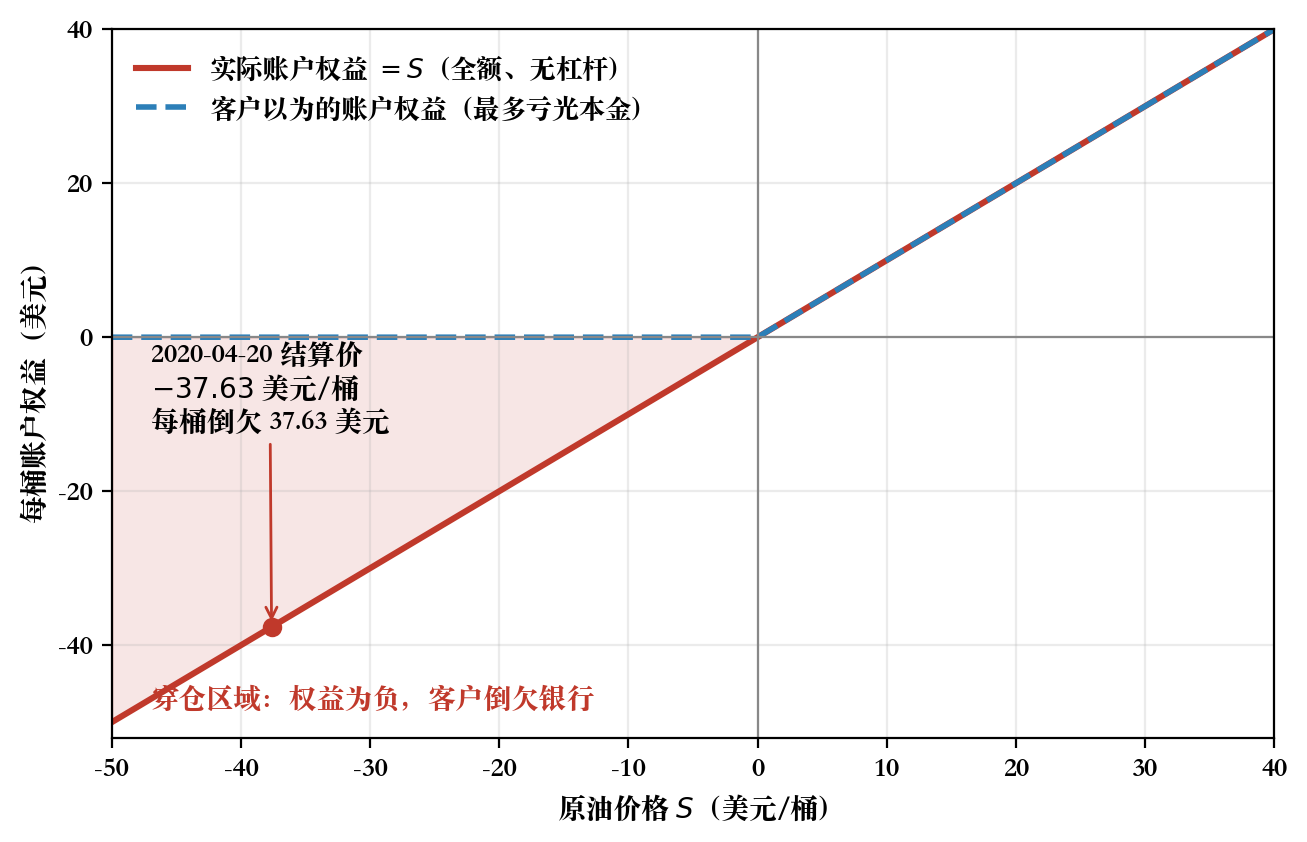 实际账户权益 = S（全额、无杠杆）
客户以为的账户权益（最多亏光本金）
40
20
0
-20
-40
每桶账户权益（美元）
2020-04-20 结算价
−37.63 美元/桶
每桶倒欠 37.63 美元
穿仓区域：权益为负，客户倒欠银行
-50 -40 -30 -20 -10 0 10 20 30 40
原油价格 S（美元/桶）